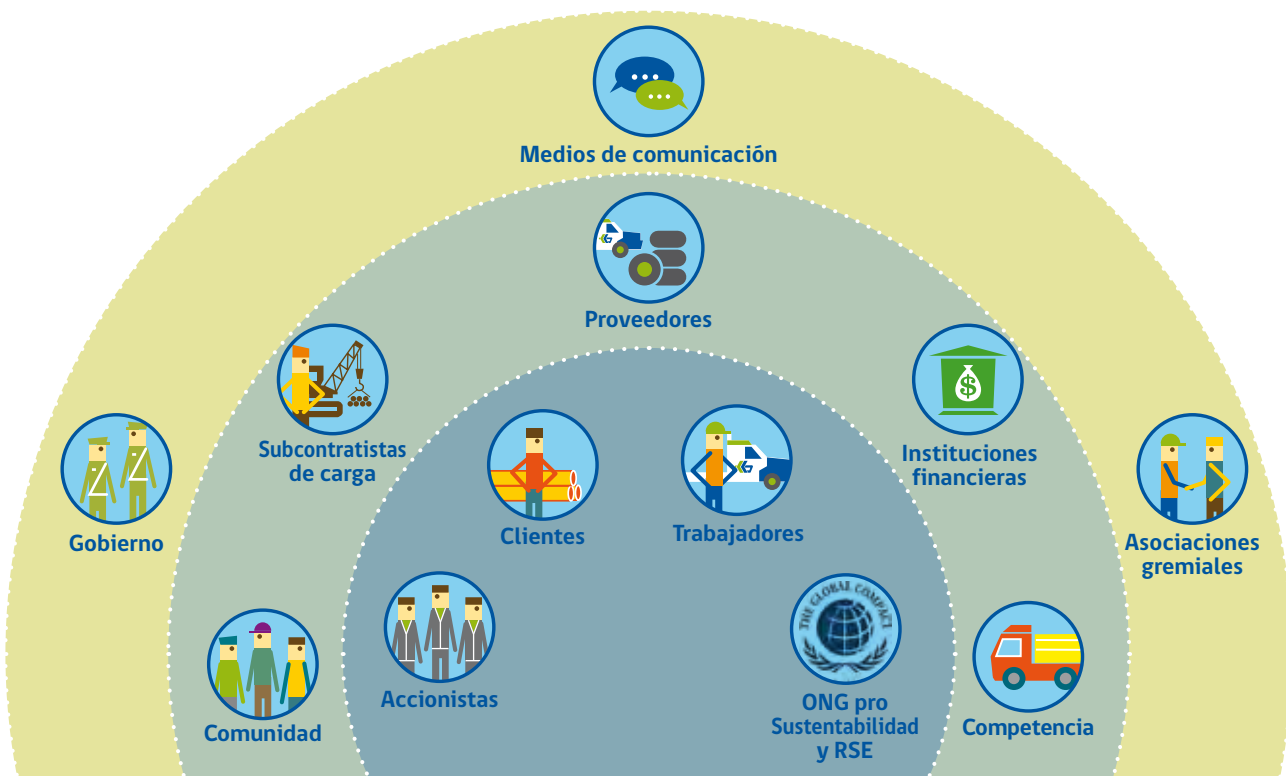 Medios de comunicación
Proveedores
Subcontratistas
de carga
Instituciones
financieras
$
Gobierno
Clientes
Trabajadores
Asociaciones
gremiales
THE GLOBAL COMPACT
Comunidad
Accionistas
ONG pro
Sustentabilidad
y RSE
Competencia